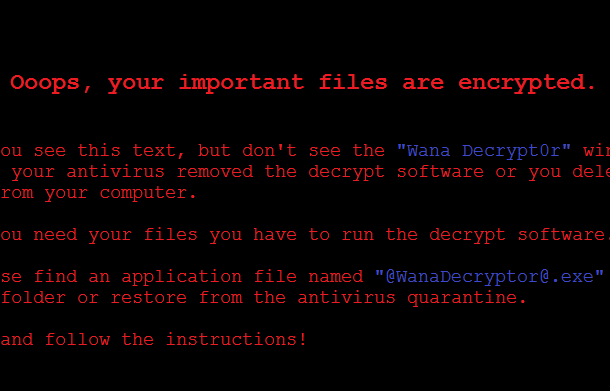 Ooops, your important files are encrypted.
ou see this text, but don't see the "Wana Decrypt0r"
your antivirus removed the decrypt software or you
rom your computer.
ou need your files you have to run the decrypt software.
se find an application file named "@WanaDecryptor@.exe"
folder or restore from the antivirus quarantine.
and follow the instructions!